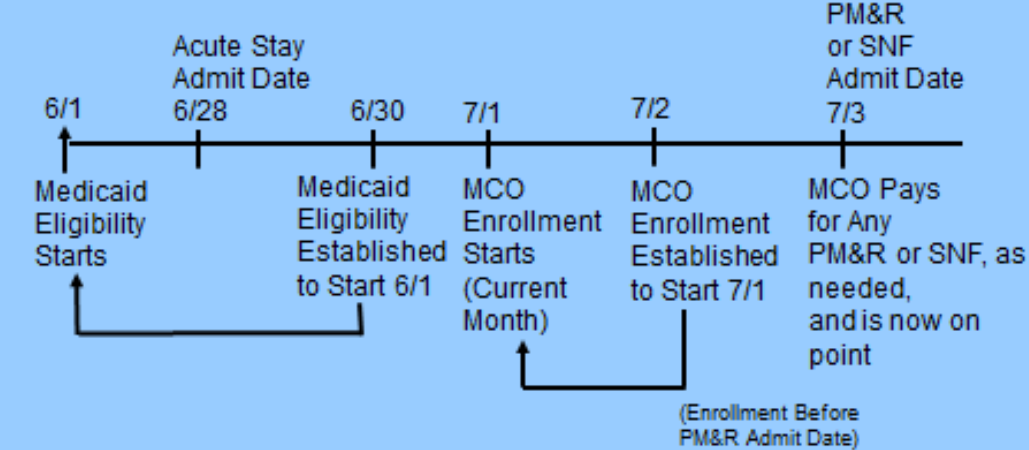 PM&R
or SNF
Admit Date
Acute Stay
Admit Date
6/1
6/28
6/30
7/1
7/2
7/3
Medicaid
Eligibility
Starts
Medicaid
Eligibility
Established
to Start 6/1
MCO
Enrollment
Starts
(Current
Month)
MCO
Enrollment
Established
to Start 7/1
MCO Pays
for Any
PM&R or SNF, as
needed,
and is now on
point
(Enrollment Before
PM&R Admit Date)